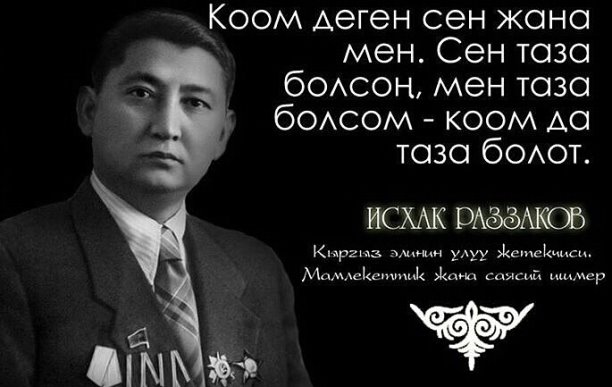 Коом деген сен жана
мен. Сен таза
болсоң, мен таза
болсом - коом да
таза болот.
ИСХАК РАЗЗАКОВ
Кыргыз элинин улуу жетекчиси.
Мамлекеттик жана саясий ишмер